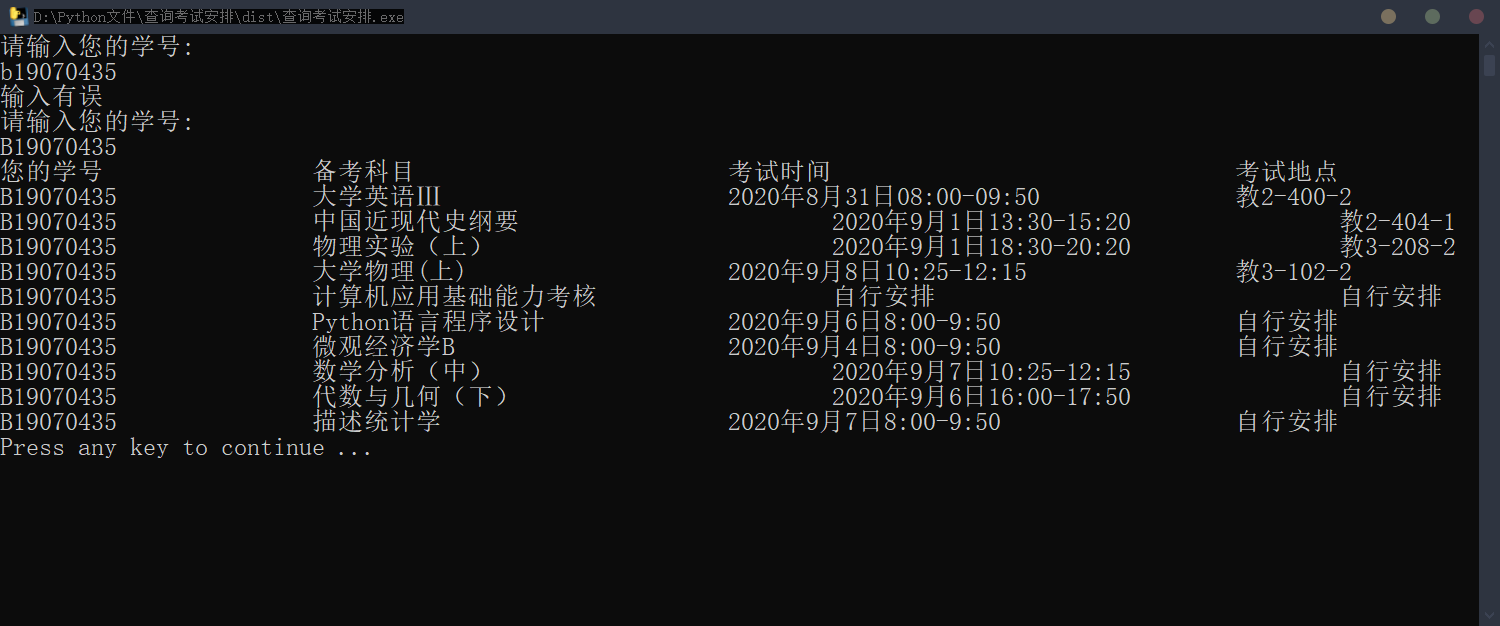 D:\Python文件\查询考试安排\dist\查询考试安排.exe
请输入您的学号:
b19070435
输入有误
请输入您的学号:
B19070435
您的学号 备考科目 考试时间 考试地点
B19070435 大学英语Ⅲ 2020年8月31日08:00-09:50 教2-400-2
B19070435 中国近现代史纲要 2020年9月1日13:30-15:20 教2-404-1
B19070435 物理实验（上） 2020年9月1日18:30-20:20 教3-208-2
B19070435 大学物理(上) 2020年9月8日10:25-12:15 教3-102-2
B19070435 计算机应用基础能力考核 自行安排 自行安排
B19070435 Python语言程序设计 2020年9月6日8:00-9:50 自行安排
B19070435 微观经济学B 2020年9月4日8:00-9:50 自行安排
B19070435 数学分析（中） 2020年9月7日10:25-12:15 自行安排
B19070435 代数与几何（下） 2020年9月6日16:00-17:50 自行安排
B19070435 描述统计学 2020年9月7日8:00-9:50 自行安排
Press any key to continue ...